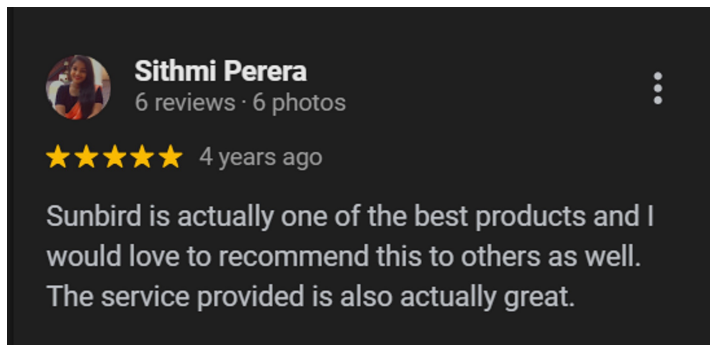 Sithmi Perera
6 reviews · 6 photos
4 years ago
Sunbird is actually one of the best products and I
would love to recommend this to others as well.
The service provided is also actually great.